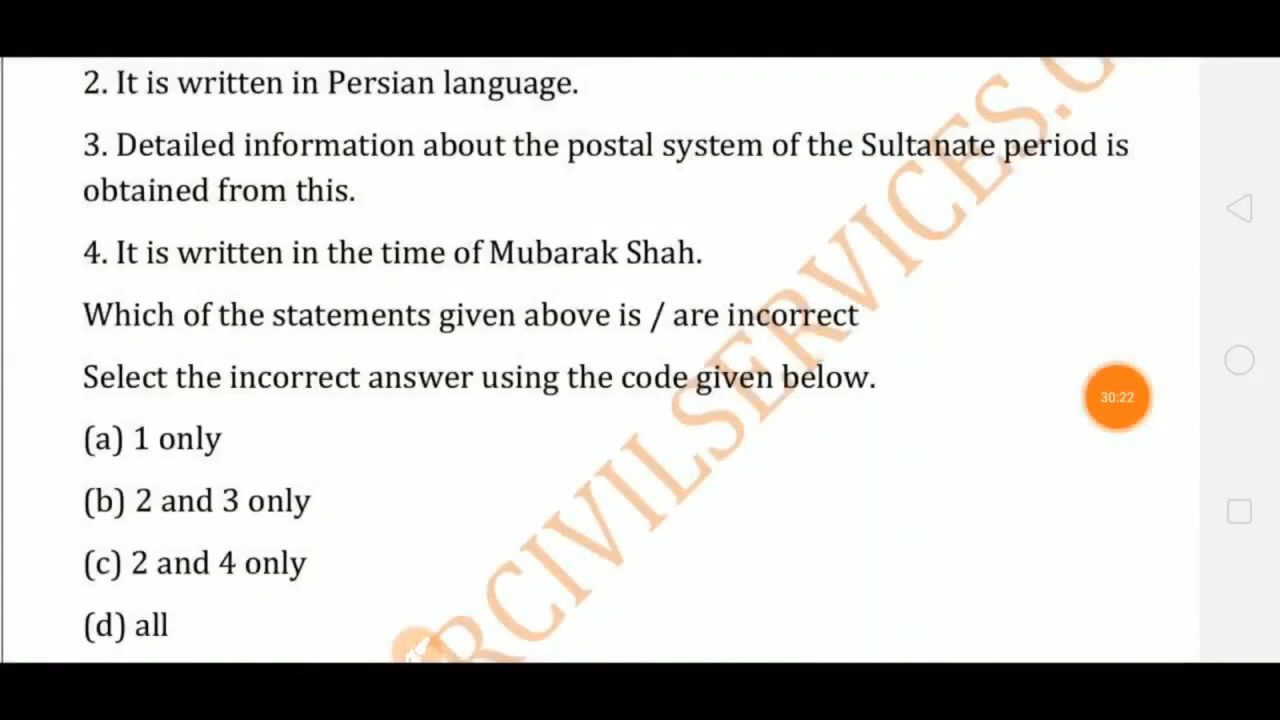 2. It is written in Persian language.
3. Detailed information about the postal system of the Sultanate period is
obtained from this.
4. It is written in the time of Mubarak Shah.
Which of the statements given above is / are incorrect
Select the incorrect answer using the code given below.
30:22
(a) 1 only
(b) 2 and 3 only
(c) 2 and 4 only
(d) all
RCIVILSERVICES.C